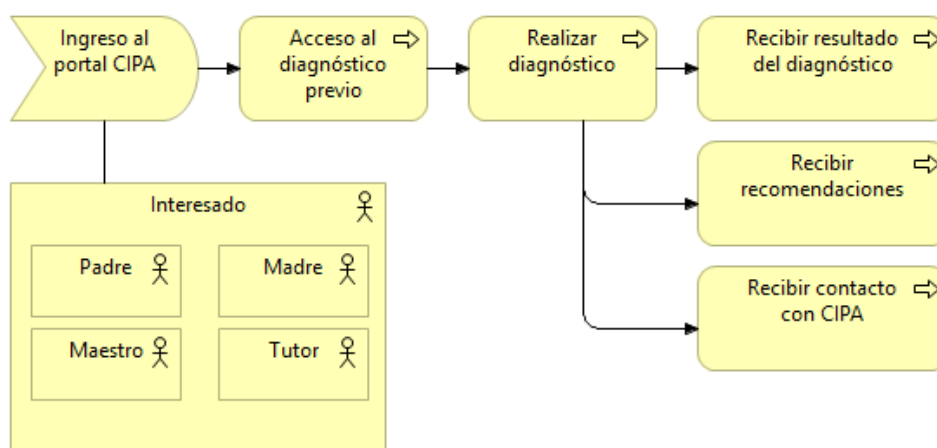 Ingreso al
portal CIPA
Acceso al
diagnóstico
previo
Realizar
diagnóstico
Recibir resultado
del diagnóstico
Recibir
recomendaciones
Recibir contacto
con CIPA
Interesado
Padre
Madre
Maestro
Tutor